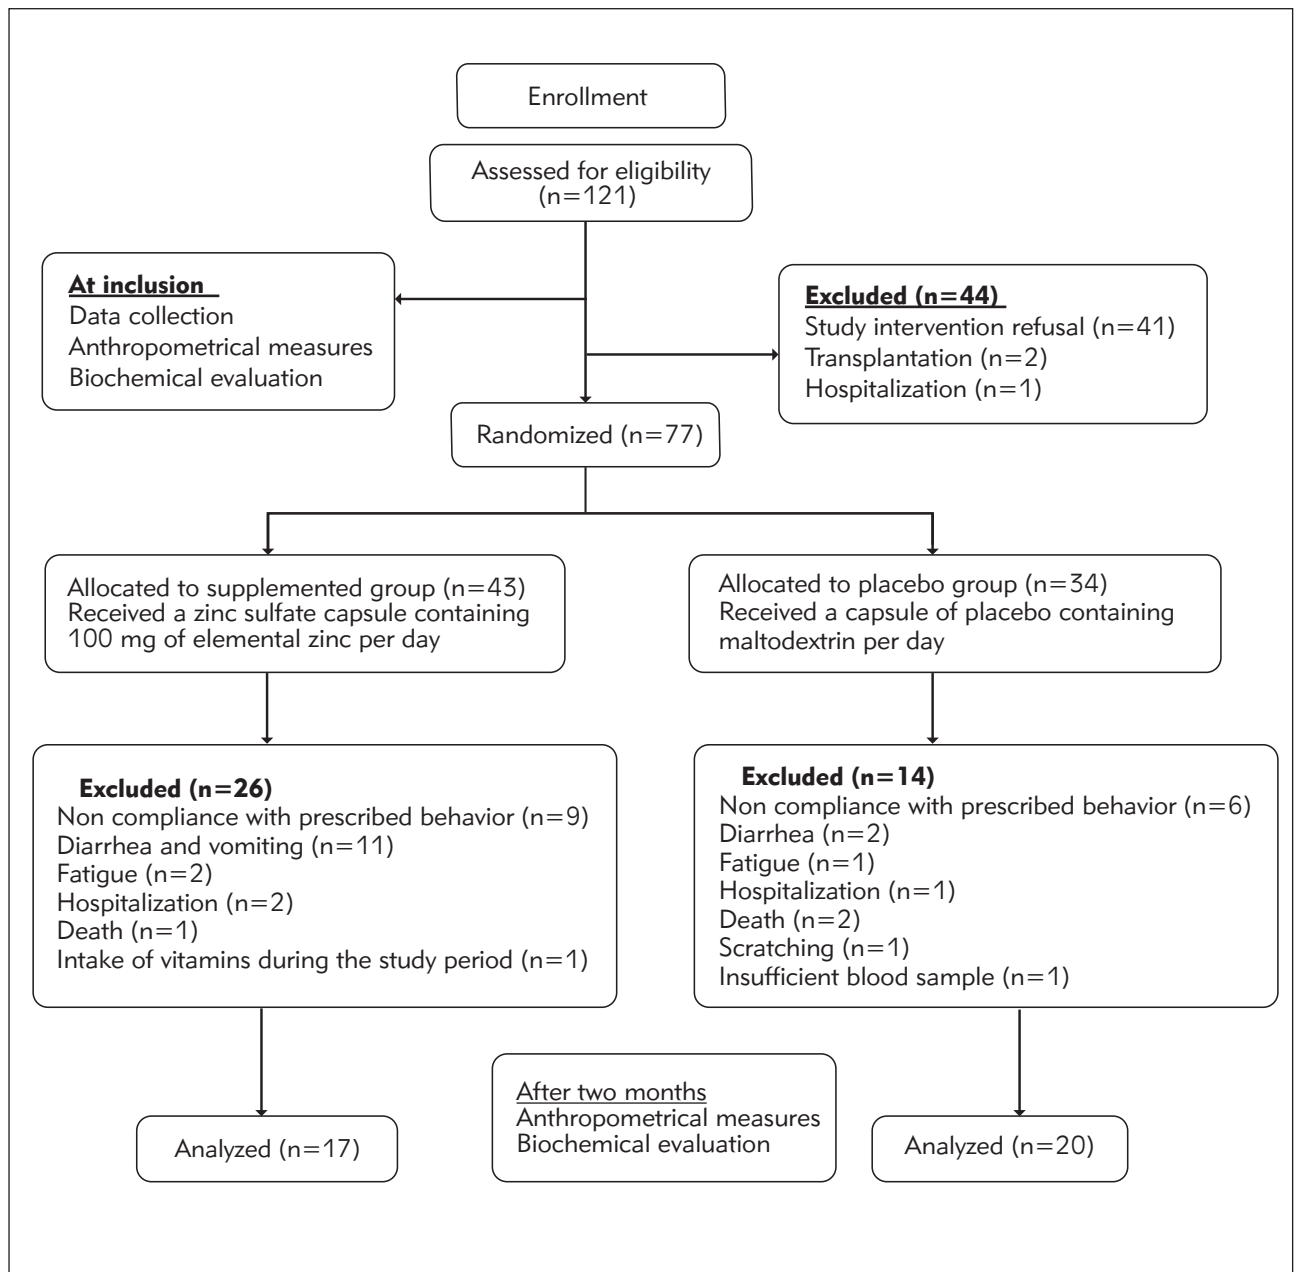 Enrollment
Assessed for eligibility
(n=121)
At inclusion
Data collection
Anthropometrical measures
Biochemical evaluation
Excluded (n=44)
Study intervention refusal (n=41)
Transplantation (n=2)
Hospitalization (n=1)
Randomized (n=77)
Allocated to supplemented group (n=43)
Received a zinc sulfate capsule containing
100 mg of elemental zinc per day
Allocated to placebo group (n=34)
Received a capsule of placebo containing
maltodextrin per day
Excluded (n=26)
Non compliance with prescribed behavior (n=9)
Diarrhea and vomiting (n=11)
Fatigue (n=2)
Hospitalization (n=2)
Death (n=1)
Intake of vitamins during the study period (n=1)
Excluded (n=14)
Non compliance with prescribed behavior (n=6)
Diarrhea (n=2)
Fatigue (n=1)
Hospitalization (n=1)
Death (n=2)
Scratching (n=1)
Insufficient blood sample (n=1)
After two months
Anthropometrical measures
Biochemical evaluation
Analyzed (n=17)
Analyzed (n=20)